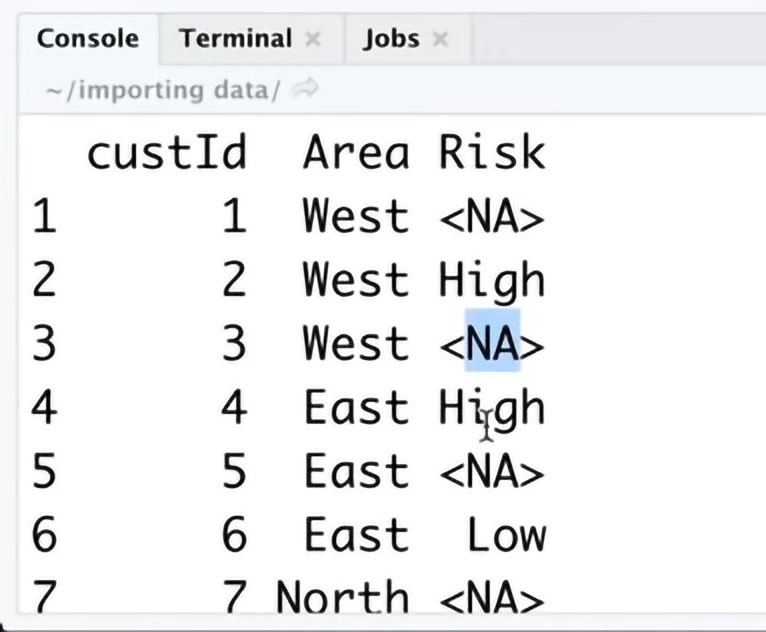 Console Terminal × Jobs ×
~/importing data/
custId Area Risk
1 1 West <NA>
2 2 West High
3 3 West <NA>
4 4 East High
5 5 East <NA>
6 6 East Low
7 7 North <NA>